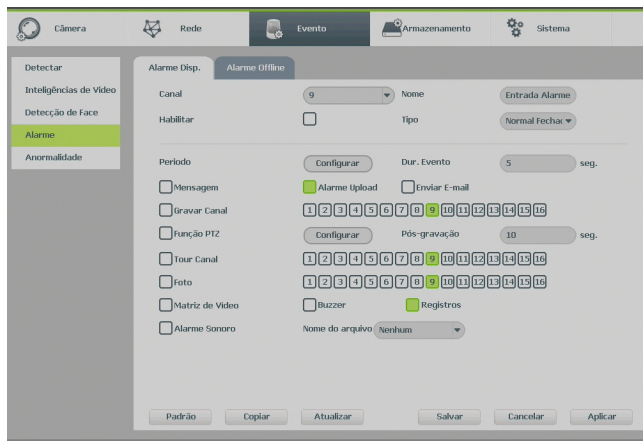 Câmera Rede Evento Armazenamento Sistema
Detectar
Inteligências de Vídeo
Detecção de Face
Alarme
Anormalidade
Alarme Disp. Alarme Offline
Canal 9 Nome Entrada Alarme
Habilitar Tipo Normal Fechac
Período Configurar Dur. Evento 5 seg.
Mensagem Alarme Upload Enviar E-mail
Gravar Canal 1 2 3 4 5 6 7 8 9 10 11 12 13 14 15 16
Função PTZ Configurar Pós-gravação 10 seg.
Tour Canal 1 2 3 4 5 6 7 8 9 10 11 12 13 14 15 16
Foto 1 2 3 4 5 6 7 8 9 10 11 12 13 14 15 16
Matriz de Vídeo Buzzer Registros
Alarme Sonoro Nome do arquivo Nenhum
Padrão Copiar Atualizar Salvar Cancelar Aplicar